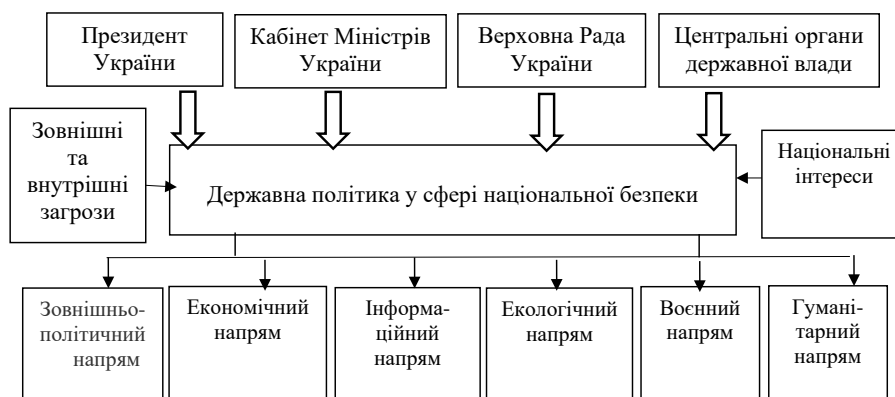 Президент
України
Кабінет Міністрів
України
Верховна Рада
України
Центральні органи
державної влади
Зовнішні
та
внутрішні
загрози
Державна політика у сфері національної безпеки
Національні
інтереси
Зовнішньо-
політичний
напрям
Економічний
напрям
Інформа-
ційний
напрям
Екологічний
напрям
Воєнний
напрям
Гумані-
тарний
напрям